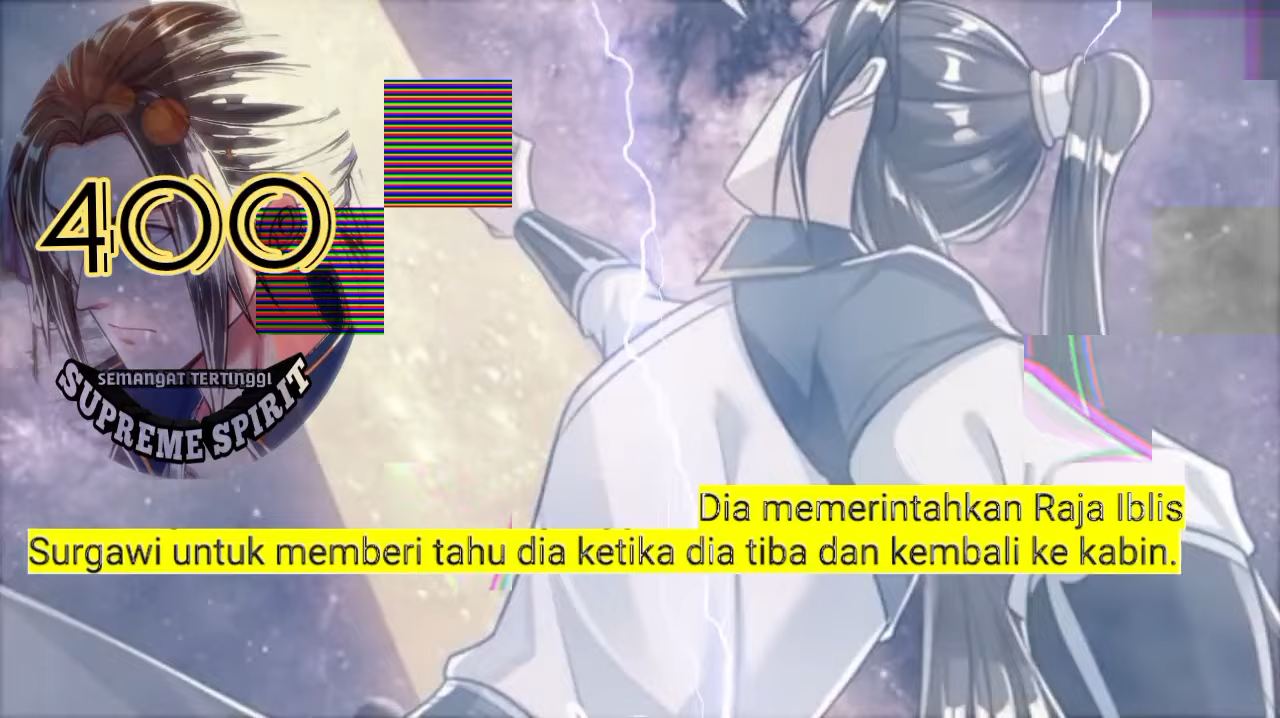 400
SEMANGAT TERTINGGI
SUPREME SPIRIT
Dia memerintahkan Raja Iblis
Surgawi untuk memberi tahu dia ketika dia tiba dan kembali ke kabin.